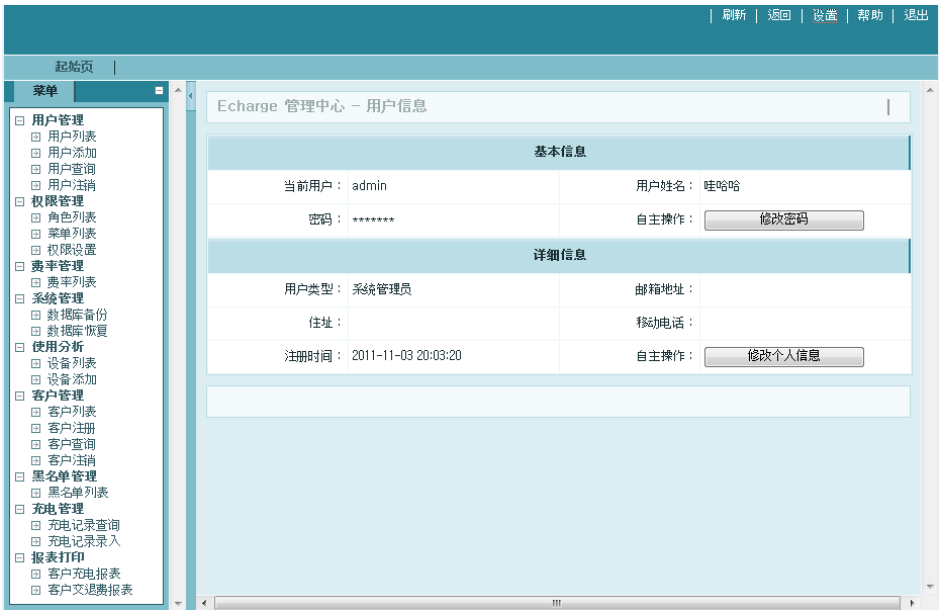 | 刷新 | 返回 | 设置 | 帮助 | 退出
起始页 |
菜单
用户管理
用户列表
用户添加
用户查询
用户注销
权限管理
角色列表
菜单列表
权限设置
费率管理
费率列表
系统管理
数据库备份
数据库恢复
使用分析
设备列表
设备添加
客户管理
客户列表
客户注册
客户查询
客户注销
黑名单管理
黑名单列表
充电管理
充电记录查询
充电记录录入
报表打印
客户充电报表
客户交退费报表
Echarge 管理中心 - 用户信息 |
基本信息
当前用户： admin 用户姓名： 哇哈哈
密码： ******* 自主操作： 修改密码
详细信息
用户类型： 系统管理员 邮箱地址：
住址： 移动电话：
注册时间： 2011-11-03 20:03:20 自主操作： 修改个人信息